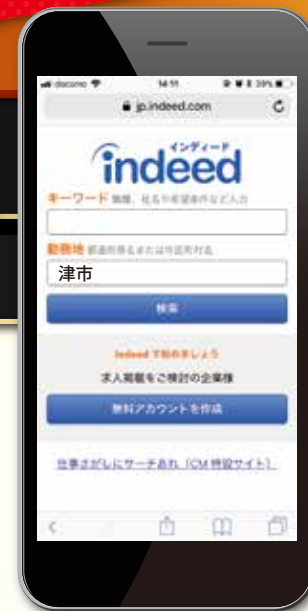 docomo 14:11 39%
jp.indeed.com
インディード
indeed
キーワード 職種、社名や希望条件など入力
勤務地 都道府県名または市区町村名
津市
検索
Indeed で始めましょう
求人掲載をご検討の企業様
無料アカウントを作成
仕事さがしにサーチあれ（CM 特設サイト）